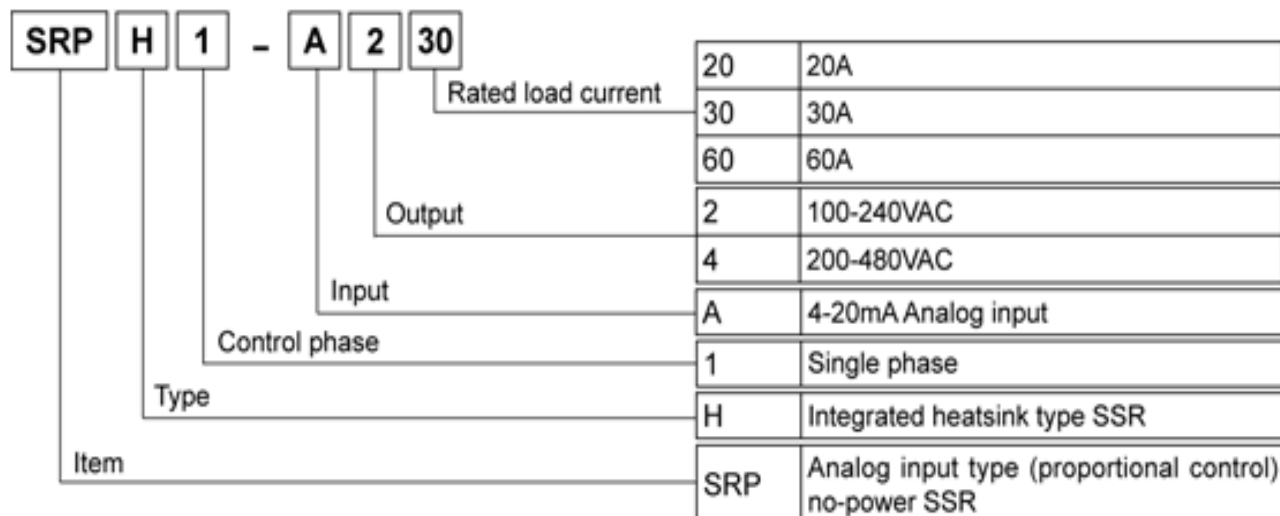 SRP H 1 - A 2 30
Rated load current
20 20A
30 30A
60 60A
Output
2 100-240VAC
4 200-480VAC
Input
A 4-20mA Analog input
Control phase
1 Single phase
Type
H Integrated heatsink type SSR
Item
SRP Analog input type (proportional control)
no-power SSR